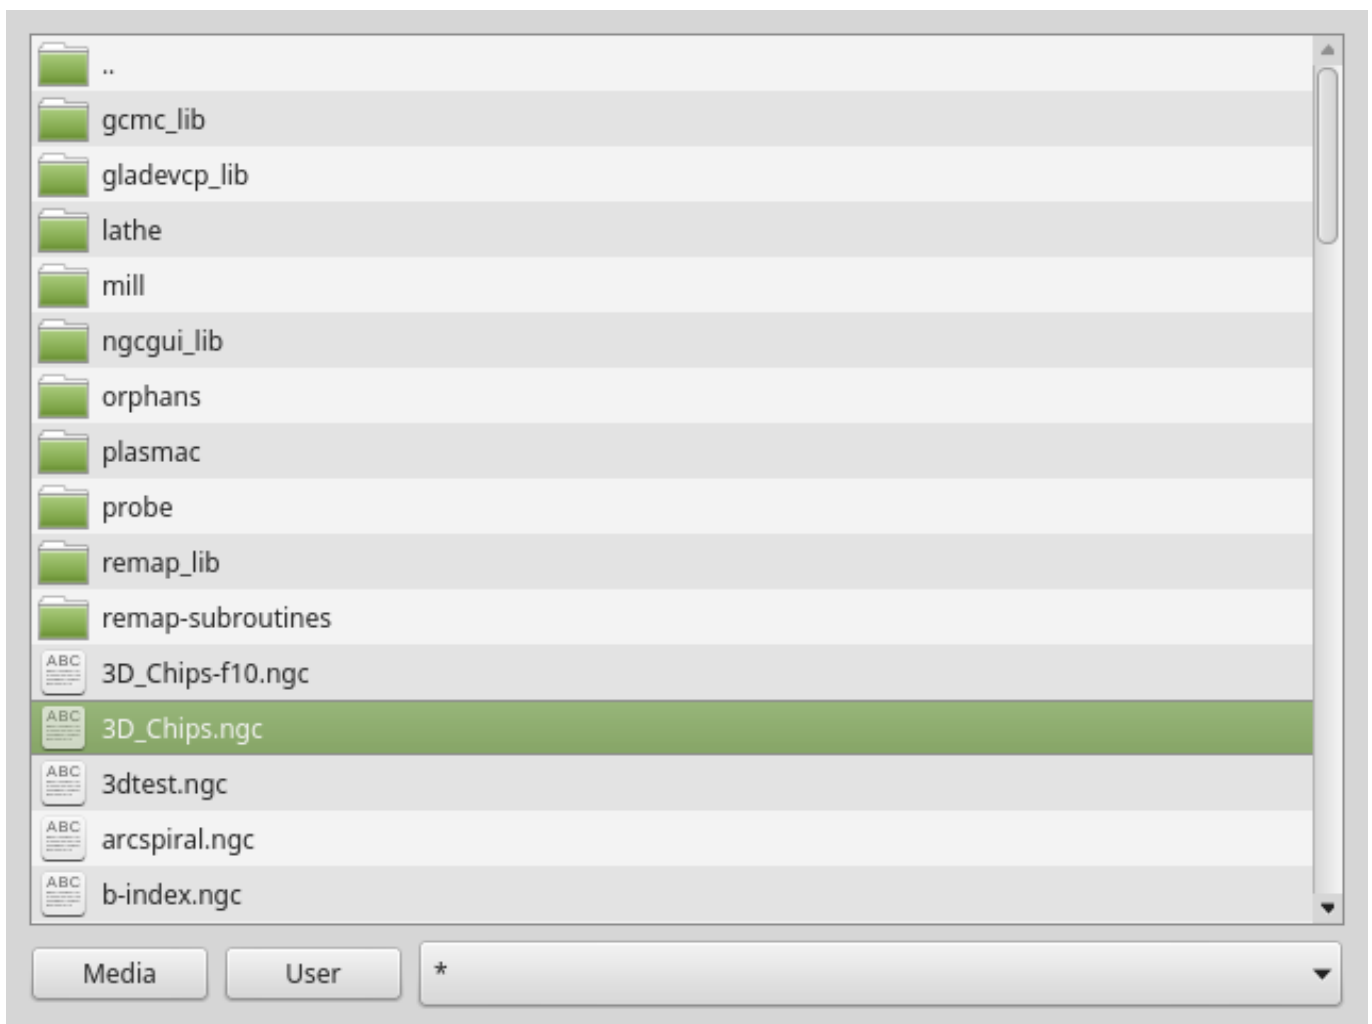 ..
gcmc_lib
gladevcp_lib
lathe
mill
ngcgui_lib
orphans
plasmac
probe
remap_lib
remap-subroutines
ABC 3D_Chips-f10.ngc
ABC 3D_Chips.ngc
ABC 3dtest.ngc
ABC arcspiral.ngc
ABC b-index.ngc
Media User *